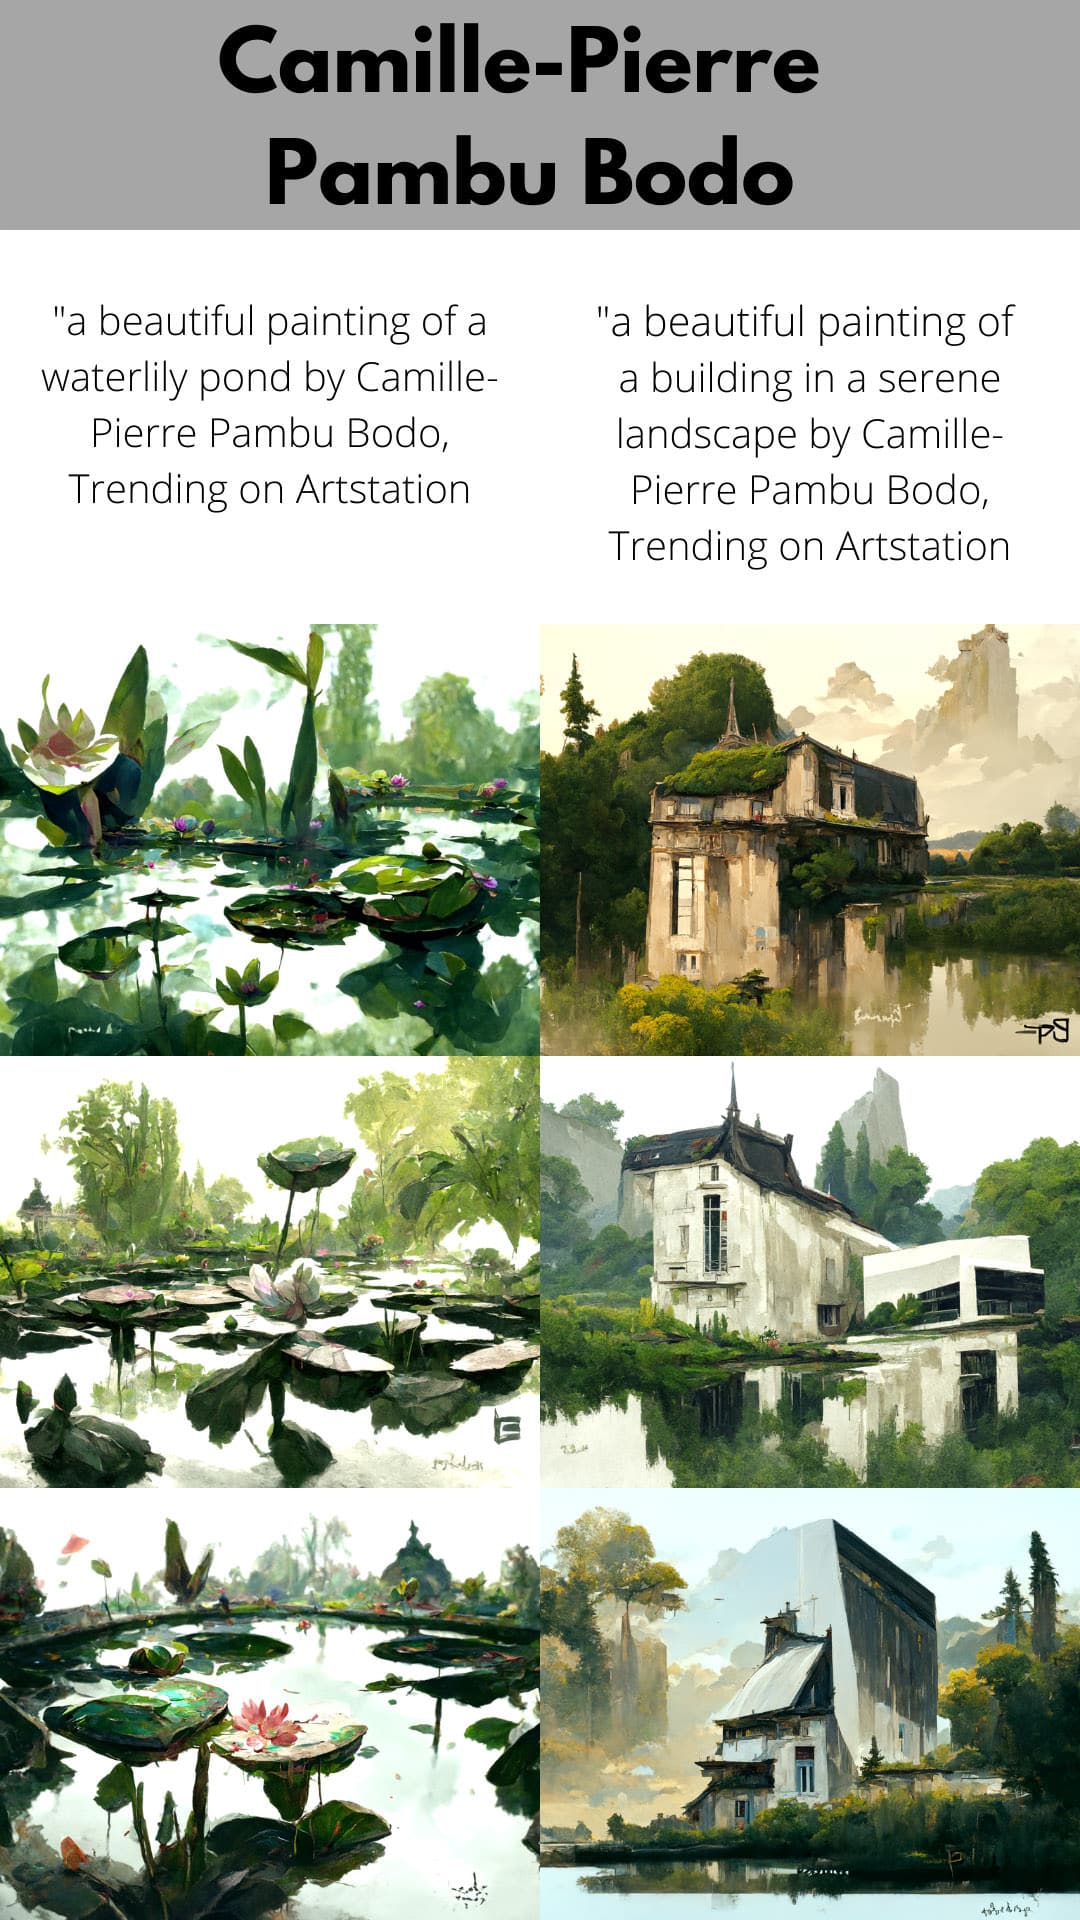 Camille-Pierre
Pambu Bodo
"a beautiful painting of a
waterlily pond by Camille-
Pierre Pambu Bodo,
Trending on Artstation
"a beautiful painting of
a building in a serene
landscape by Camille-
Pierre Pambu Bodo,
Trending on Artstation